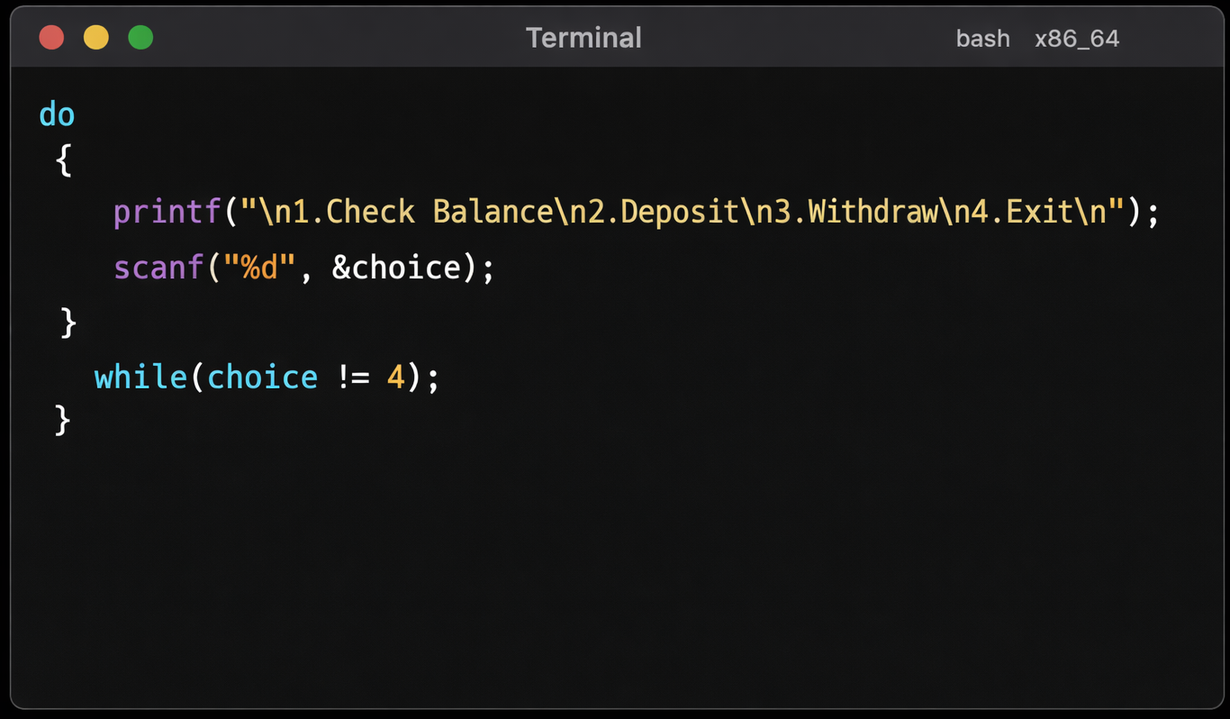 Terminal
bash x86_64
do
{
printf("\n1.Check Balance\n2.Deposit\n3.Withdraw\n4.Exit\n");
scanf("%d", &choice);
}
while(choice != 4);
}